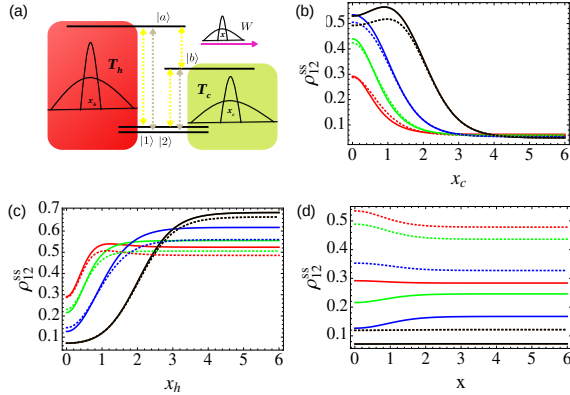 (a)
|a⟩
W
x
|b⟩
T_h
T_c
x_h
x_c
|1⟩ |2⟩
(b)
ρ₁₂^ss
0.5
0.4
0.3
0.2
0.1
0 1 2 3 4 5 6
x_c
(c)
ρ₁₂^ss
0.7
0.6
0.5
0.4
0.3
0.2
0.1
0 1 2 3 4 5 6
x_h
(d)
ρ₁₂^ss
0.5
0.4
0.3
0.2
0.1
0 1 2 3 4 5 6
x